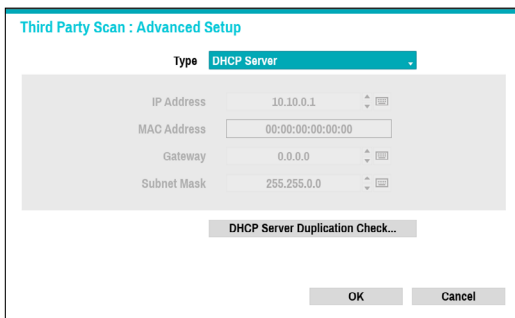 Third Party Scan : Advanced Setup
Type DHCP Server
IP Address 10.10.0.1
MAC Address 00:00:00:00:00:00
Gateway 0.0.0.0
Subnet Mask 255.255.0.0
DHCP Server Duplication Check...
OK Cancel